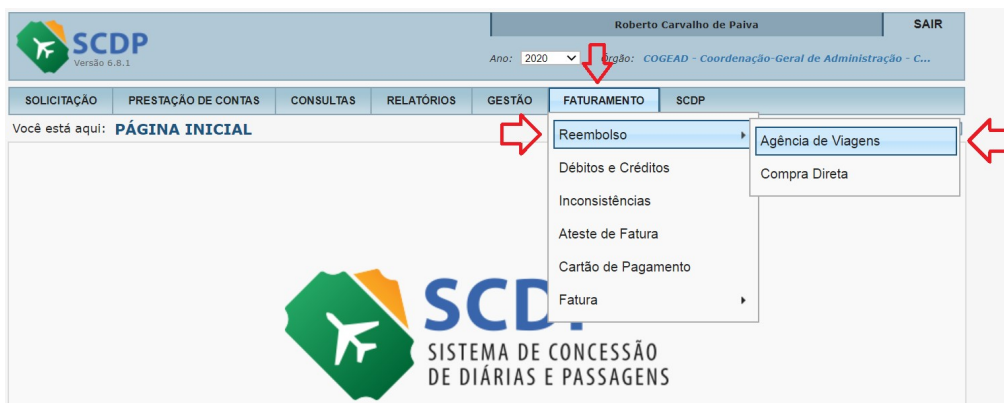 Roberto Carvalho de Paiva SAIR
SCDP
Versão 6.8.1
Ano: 2020 Órgão: COGEAD - Coordenação-Geral de Administração - C...
SOLICITAÇÃO PRESTAÇÃO DE CONTAS CONSULTAS RELATÓRIOS GESTÃO FATURAMENTO SCDP
Você está aqui: PÁGINA INICIAL
Reembolso
Agência de Viagens
Compra Direta
Débitos e Créditos
Inconsistências
Ateste de Fatura
Cartão de Pagamento
Fatura
SCD
SISTEMA DE CONCESSÃO
DE DIÁRIAS E PASSAGENS